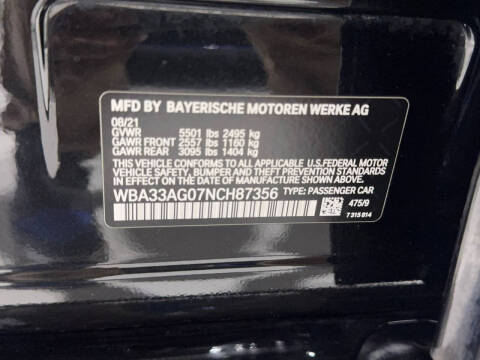 MFD BY BAYERISCHE MOTOREN WERKE AG
08/21
GVWR 5501 lbs 2495 kg
GAWR FRONT 2557 lbs 1160 kg
GAWR REAR 3095 lbs 1404 kg
THIS VEHICLE CONFORMS TO ALL APPLICABLE U.S.FEDERAL MOTOR
VEHICLE SAFETY, BUMPER, AND THEFT PREVENTION STANDARDS IN
EFFECT ON THE DATE OF MANUFACTURE SHOWN ABOVE.
WBA33AG07NCH87356 TYPE: PASSENGER CAR
475/9
7 315 814